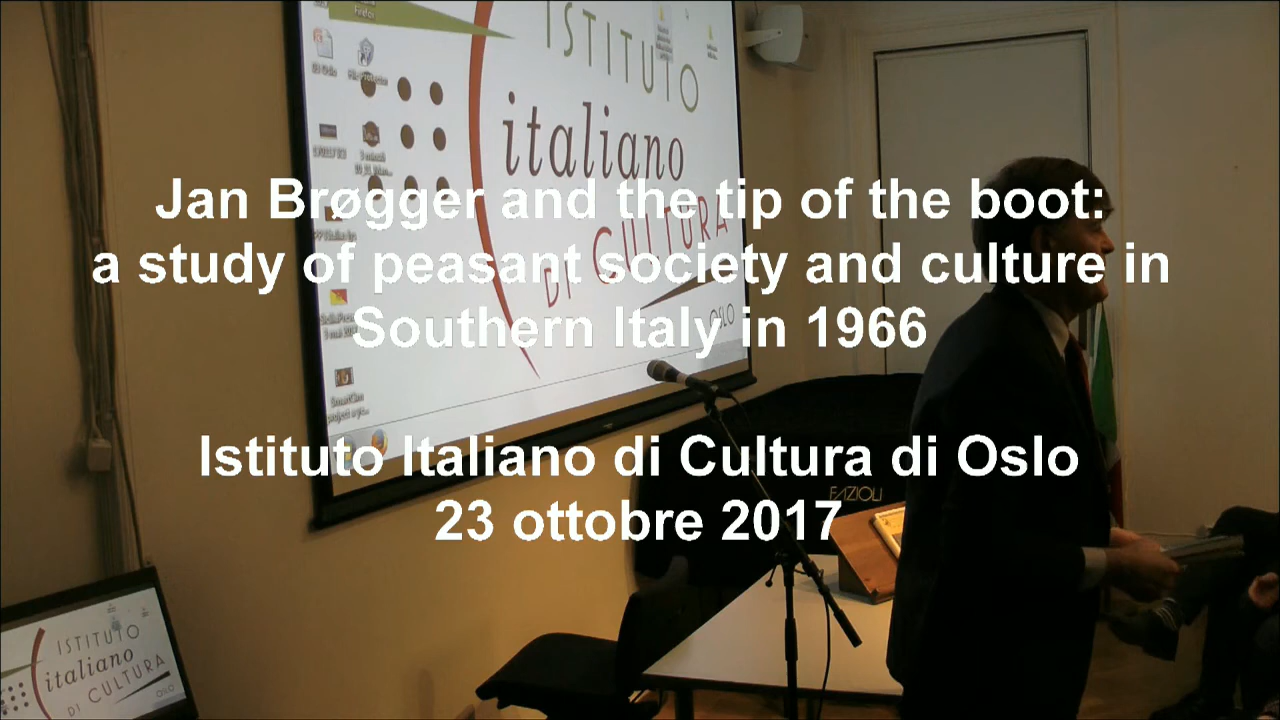 Jan Brøgger and the tip of the boot:
a study of peasant society and culture in
Southern Italy in 1966
Istituto Italiano di Cultura di Oslo
23 ottobre 2017
ISTITUTO
italiano
DI CULTURA
OSLO
Firefox
FAZIOLI
ISTITUTO
italiano
DI CULTURA
OSLO